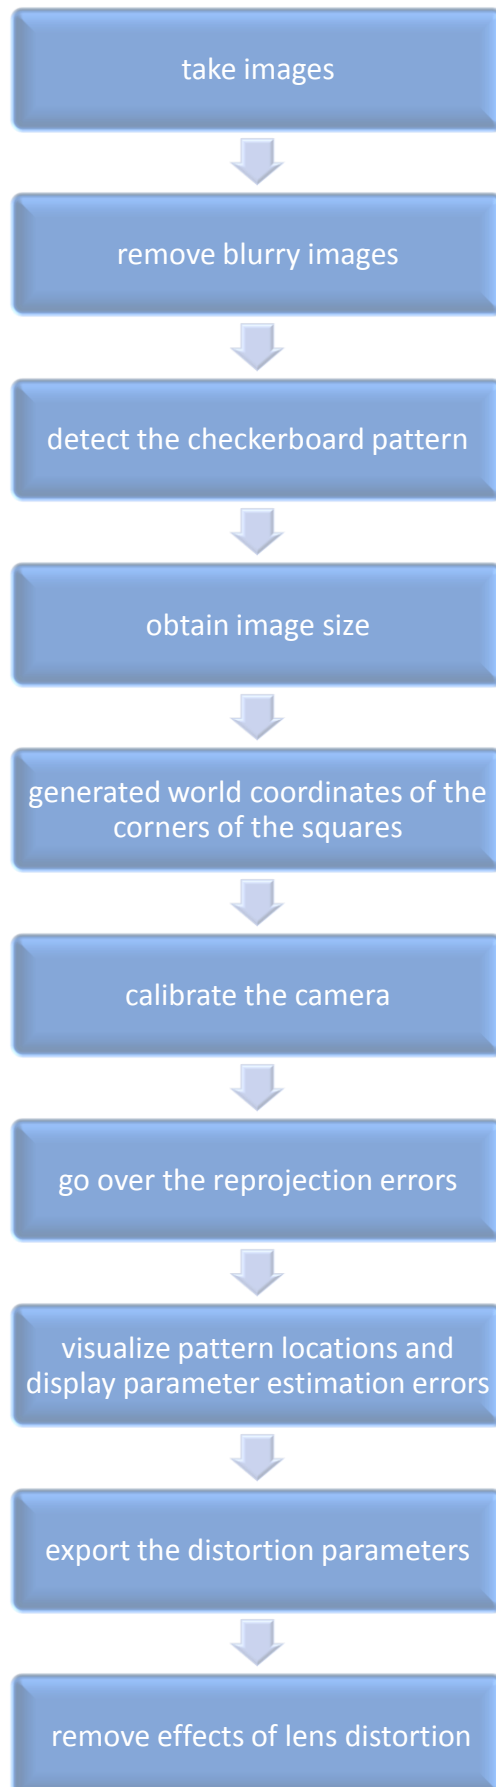 take images
remove blurry images
detect the checkerboard pattern
obtain image size
generated world coordinates of the
corners of the squares
calibrate the camera
go over the reprojection errors
visualize pattern locations and
display parameter estimation errors
export the distortion parameters
remove effects of lens distortion